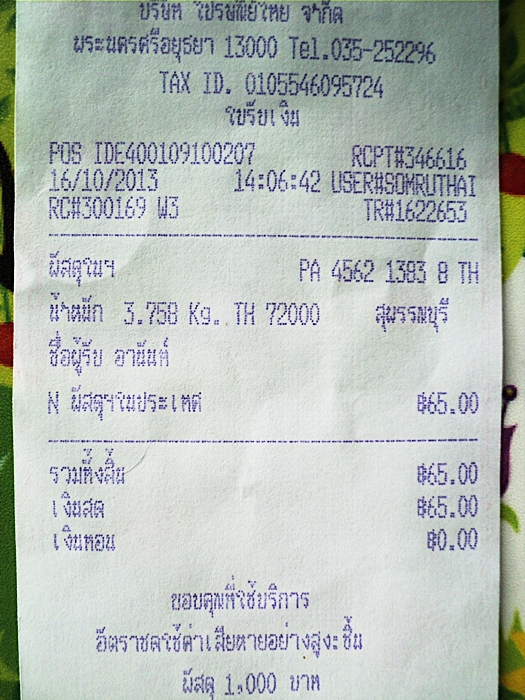 บริษัท ไปรษณีย์ไทย จำกัด
พระนครศรีอยุธยา 13000 Tel.035-252296
TAX ID. 0105546095724
ใบรับเงิน
POS IDE400109100207 RCPT#346616
16/10/2013 14:06:42 USER#SOMRUTHAI
RC#300169 W3 TR#1622653
พัสดุในฯ PA 4562 1383 8 TH
น้ำหนัก 3.758 Kg. TH 72000 สุพรรณบุรี
ชื่อผู้รับ อานันท์
N พัสดุฯในประเทศ ฿65.00
รวมทั้งสิ้น ฿65.00
เงินสด ฿65.00
เงินทอน ฿0.00
ขอบคุณที่ใช้บริการ
อัตราชดใช้ค่าเสียหายอย่างสูงะชิ้น
พัสดุ 1,000 บาท